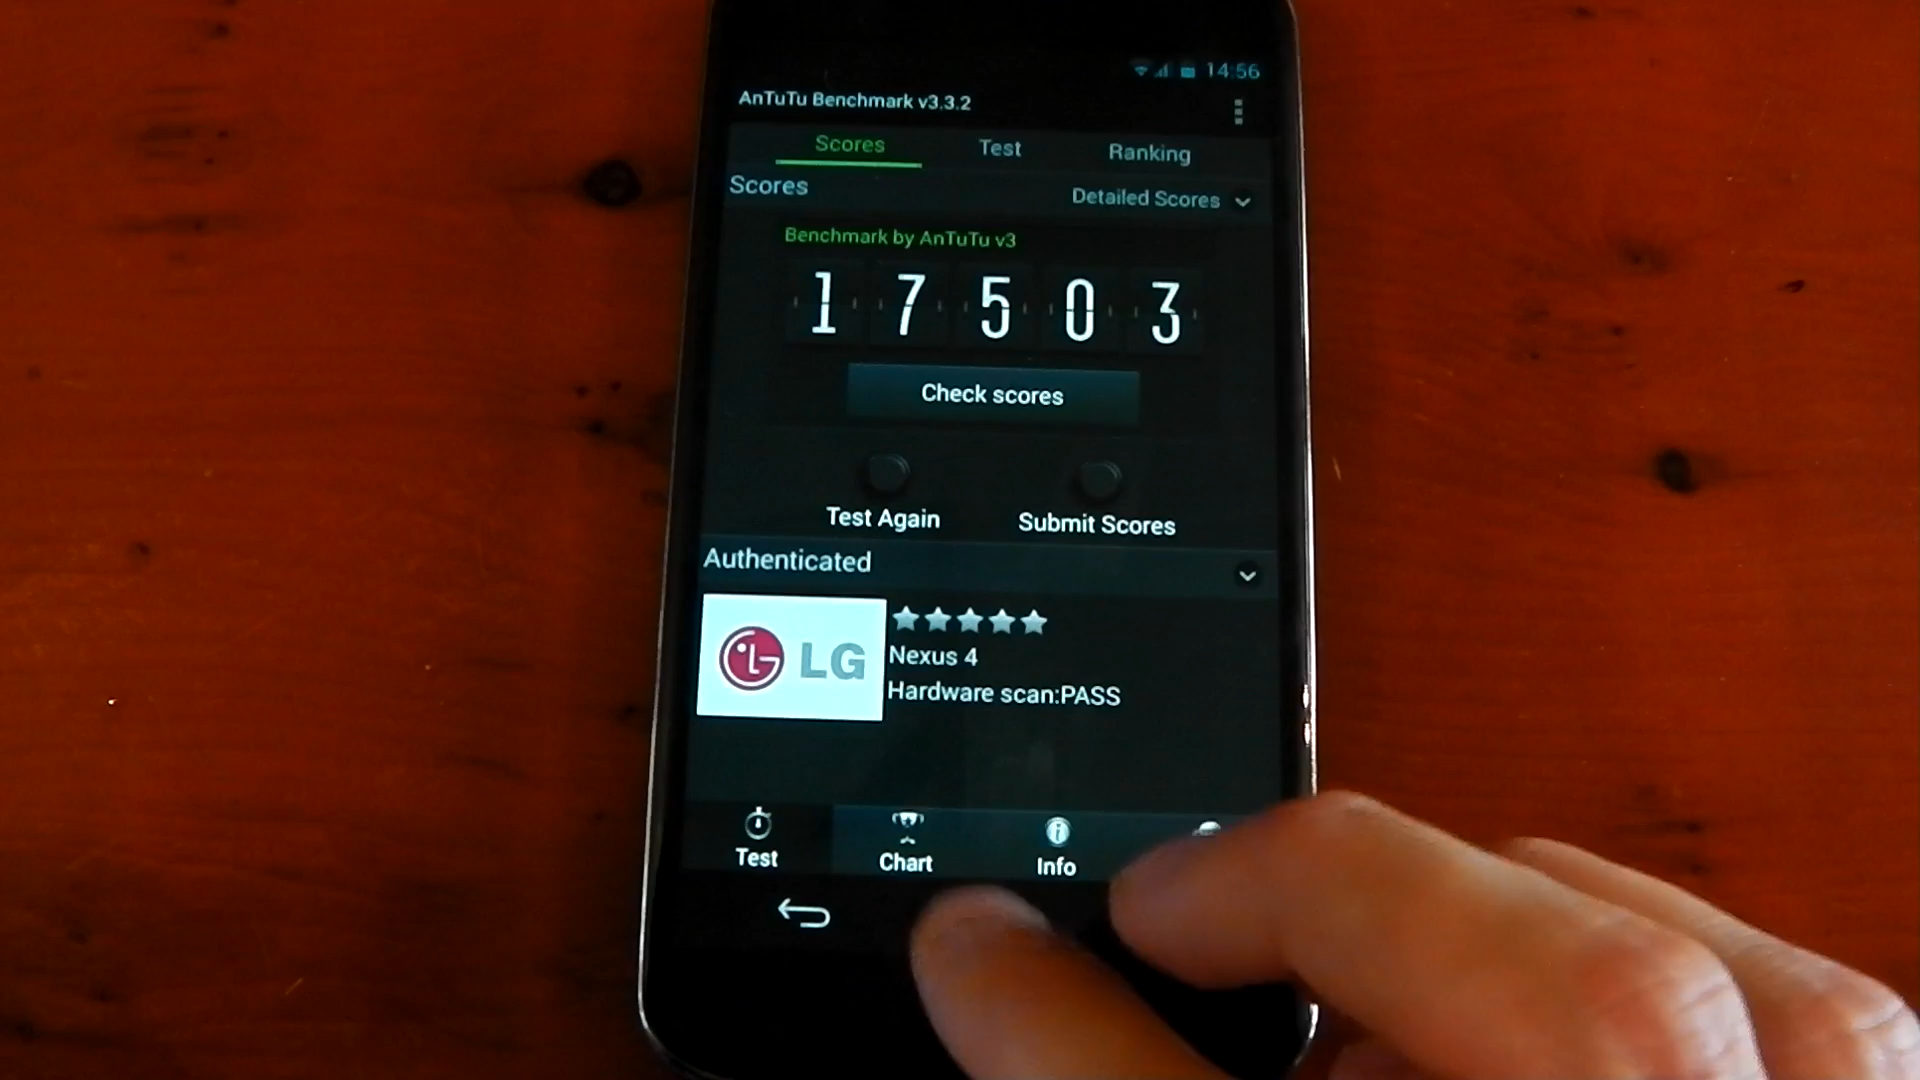 14:56
AnTuTu Benchmark v3.3.2
Scores Test Ranking
Scores Detailed Scores
Benchmark by AnTuTu v3
17503
Check scores
Test Again Submit Scores
Authenticated
LG LG
Nexus 4
Hardware scan:PASS
Test Chart Info